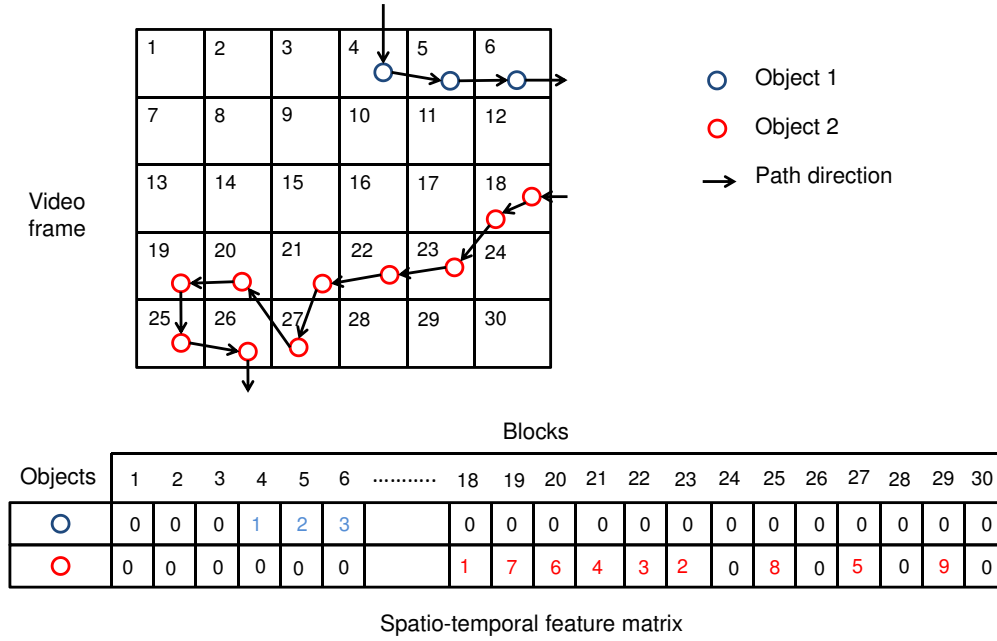 1 2 3 4 5 6
7 8 9 10 11 12
13 14 15 16 17 18
19 20 21 22 23 24
25 26 27 28 29 30
Video
frame
Object 1
Object 2
Path direction
Blocks
Objects 1 2 3 4 5 6 ........... 18 19 20 21 22 23 24 25 26 27 28 29 30
0 0 0 1 2 3 0 0 0 0 0 0 0 0 0 0 0 0 0
0 0 0 0 0 0 1 7 6 4 3 2 0 8 0 5 0 9 0
Spatio-temporal feature matrix